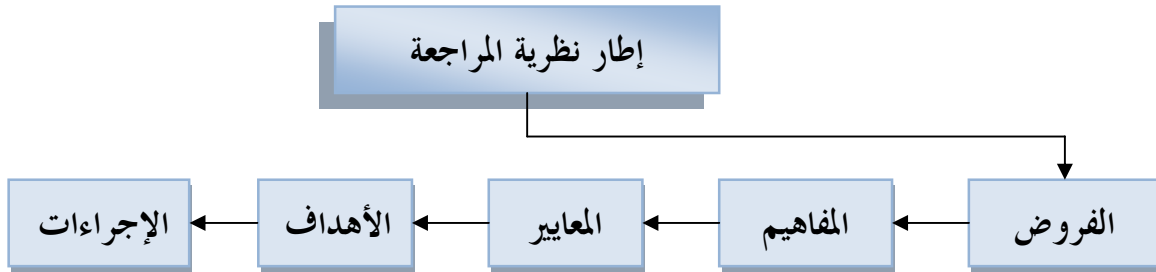 إطار نظرية المراجعة
الفروض
المفاهيم
المعايير
الأهداف
الإجراءات